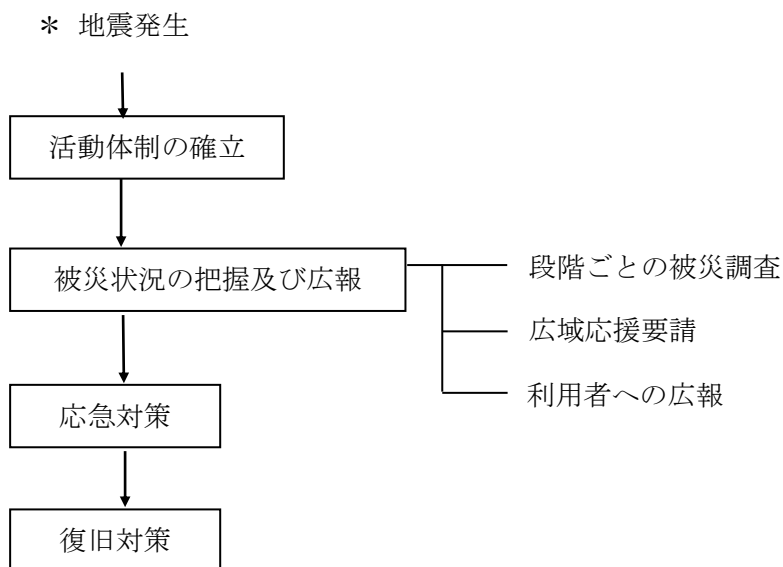 ＊ 地震発生
活動体制の確立
被災状況の把握及び広報
段階ごとの被災調査
広域応援要請
利用者への広報
応急対策
復旧対策